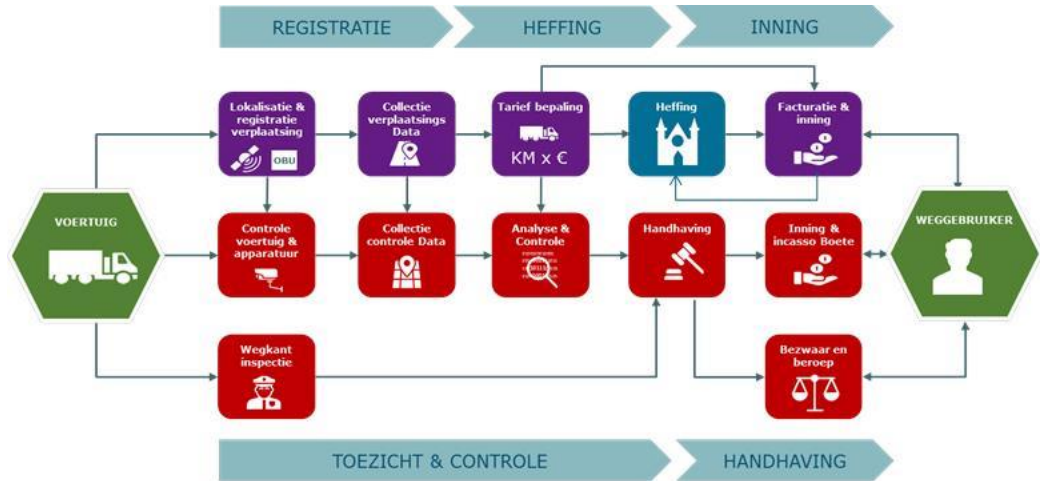 REGISTRATIE
HEFFING
INNING
Lokalisatie &
registratie
verplaatsing
OBU
Collectie
verplaatsings
Data
Tarief bepaling
KM x €
Heffing
Facturatie &
inning
VOERTUIG
Controle
voertuig &
apparatuur
Collectie
controle Data
Analyse &
Controle
Handhaving
Inning &
incasso Boete
WEGGEBRUIKER
Wegkant
inspectie
Bezwaar en
beroep
TOEZICHT & CONTROLE
HANDHAVING